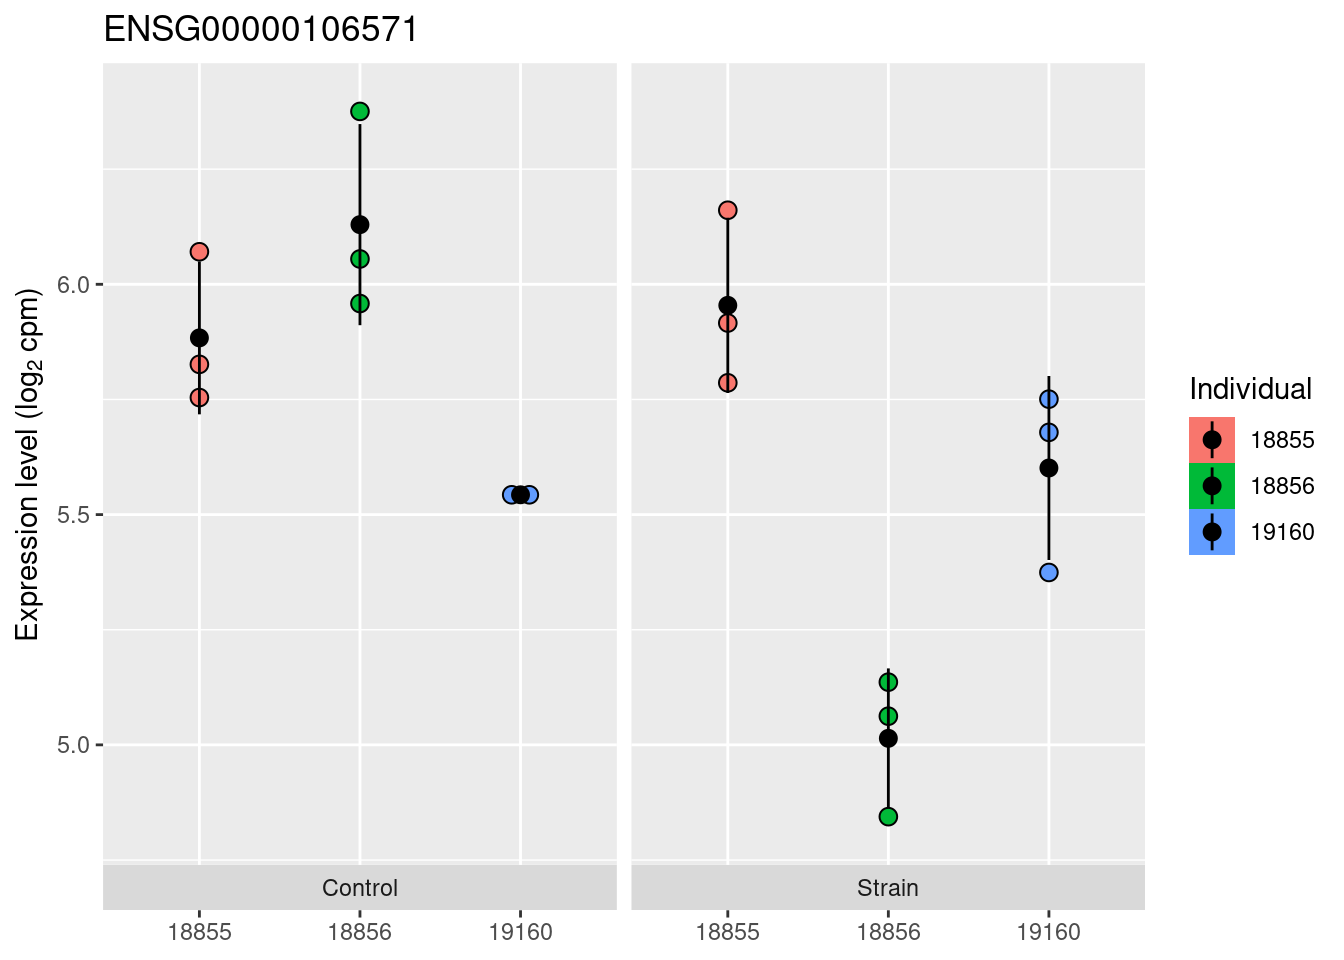 ENSG00000106571
Expression level (log₂ cpm)
6.0
5.5
5.0
Control
Strain
18855
18856
19160
18855
18856
19160
Individual
18855
18856
19160